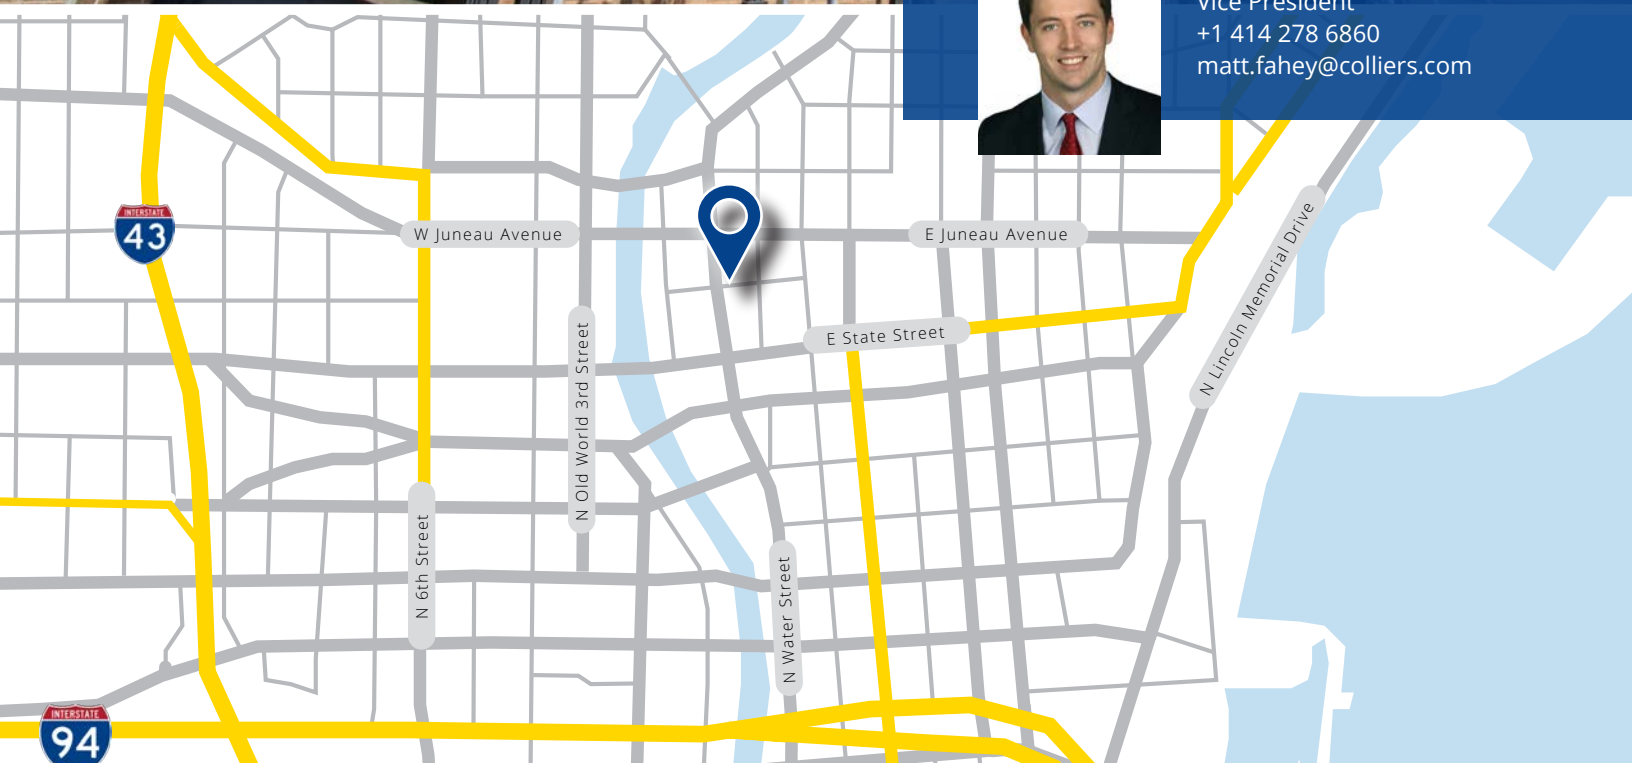 Vice President
+1 414 278 6860
matt.fahey@colliers.com
INTERSTATE
43
W Juneau Avenue
E Juneau Avenue
N Lincoln Memorial Drive
E State Street
N Old World 3rd Street
N 6th Street
N Water Street
INTERSTATE
94